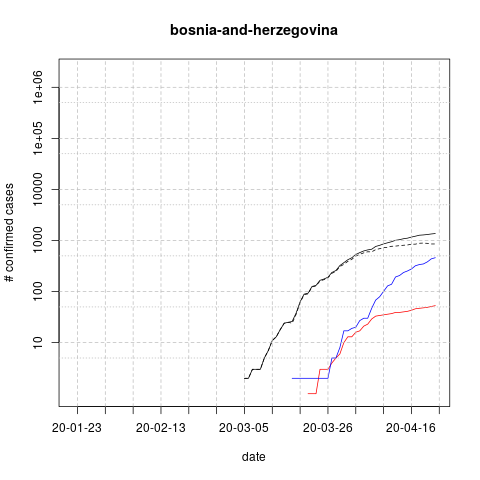 bosnia-and-herzegovina
# confirmed cases
1e+06
1e+05
10000
1000
100
10
20-01-23 20-02-13 20-03-05 20-03-26 20-04-16
date